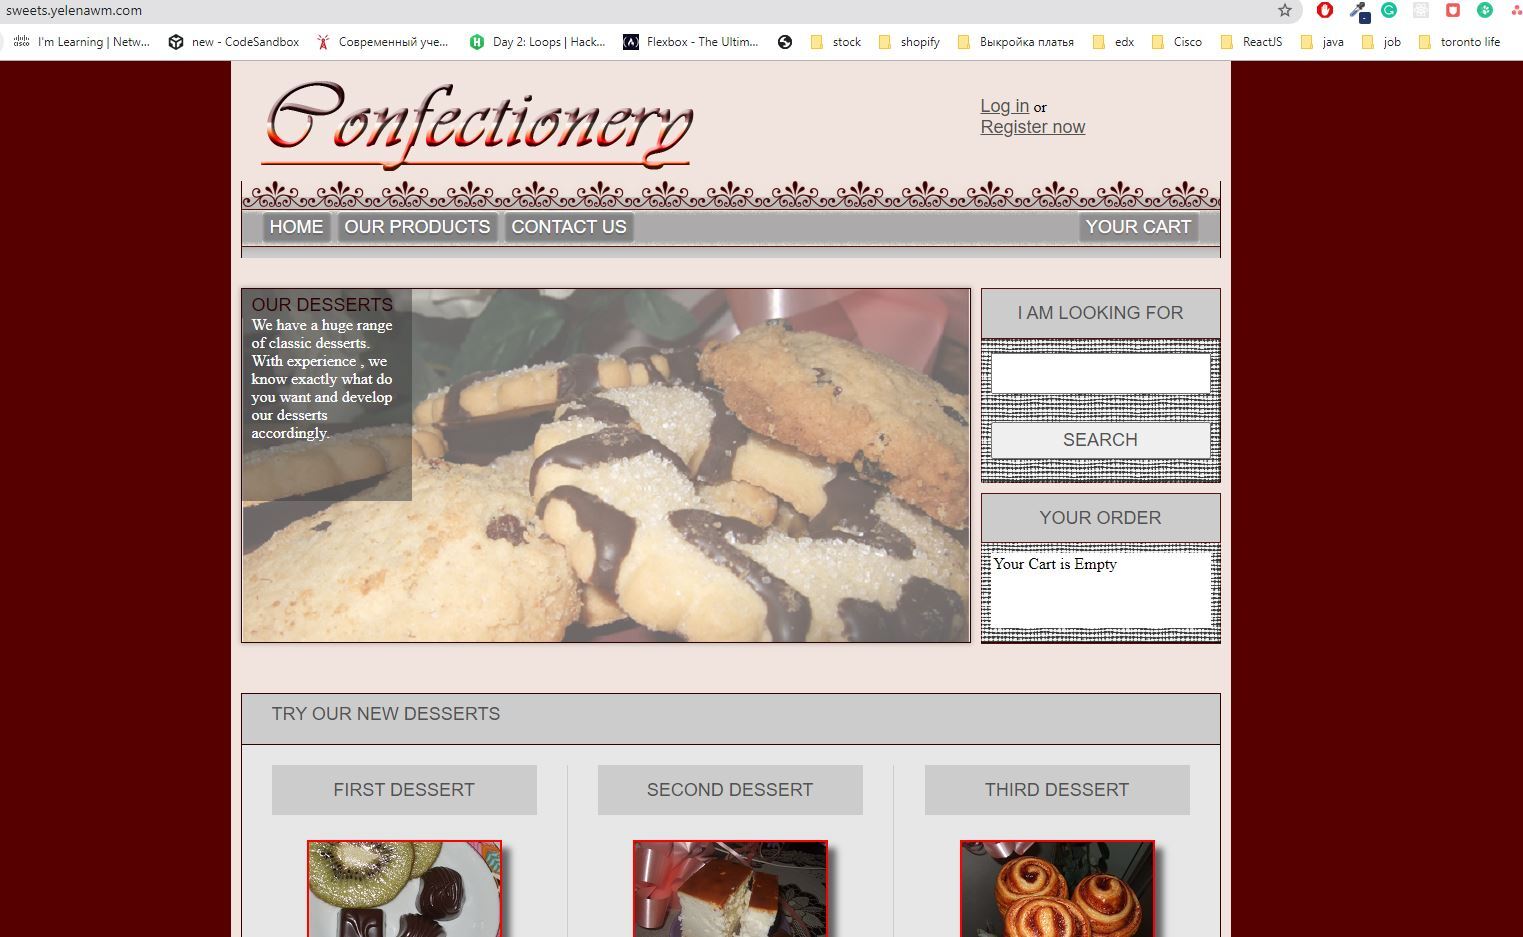 sweets.yelenawm.com
I'm Learning | Netw...
new - CodeSandbox
Современный уче...
Day 2: Loops | Hack...
Flexbox - The Ultim...
stock
shopify
Выкройка платья
edx
Cisco
ReactJS
java
job
toronto life
Confectionery
Log in or
Register now
HOME
OUR PRODUCTS
CONTACT US
YOUR CART
OUR DESSERTS
We have a huge range
of classic desserts.
With experience , we
know exactly what do
you want and develop
our desserts
accordingly.
I AM LOOKING FOR
SEARCH
YOUR ORDER
Your Cart is Empty
TRY OUR NEW DESSERTS
FIRST DESSERT
SECOND DESSERT
THIRD DESSERT